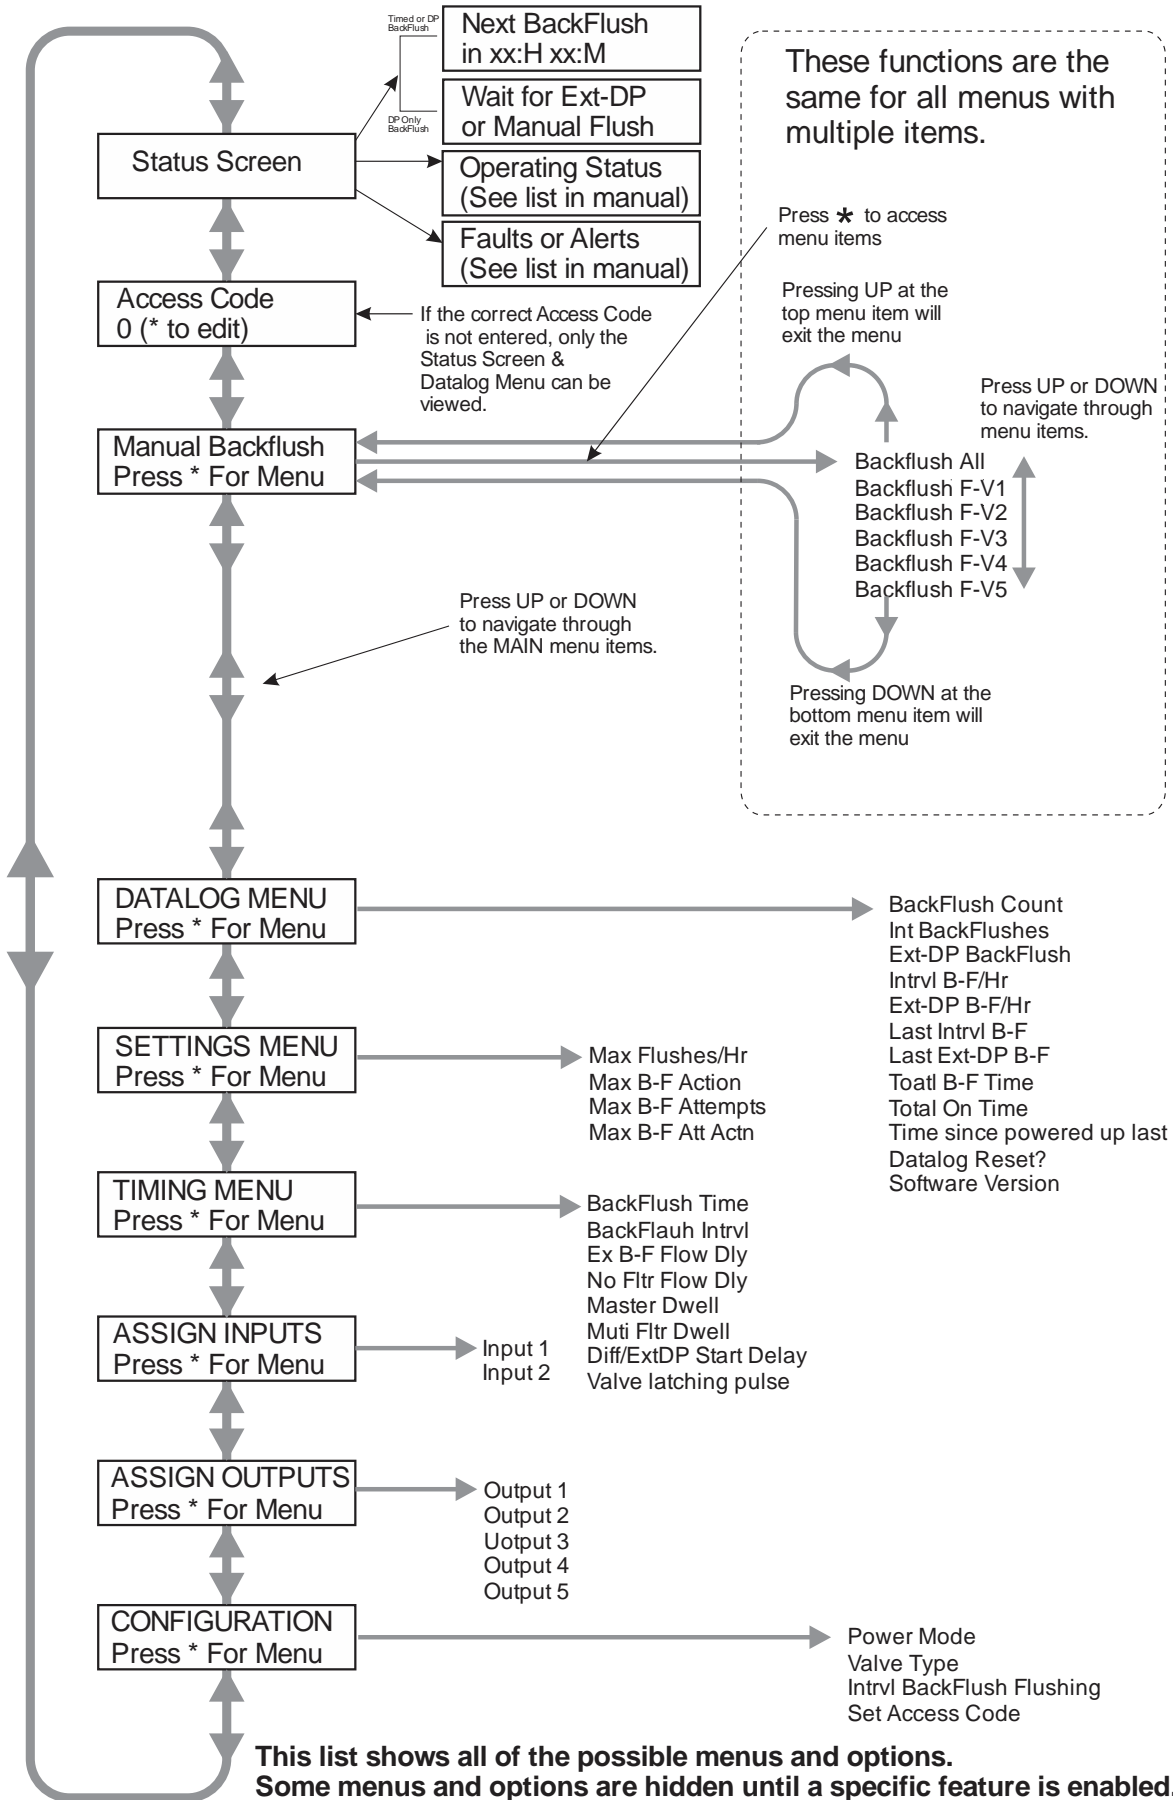 Timed or DP
BackFlush
Next BackFlush
in xx:H xx:M
Wait for Ext-DP
or Manual Flush
DP Only
BackFlush
Status Screen
Operating Status
(See list in manual)
Faults or Alerts
(See list in manual)
These functions are the
same for all menus with
multiple items.
Press * to access
menu items
Access Code
0 (* to edit)
If the correct Access Code
is not entered, only the
Status Screen &
Datalog Menu can be
viewed.
Pressing UP at the
top menu item will
exit the menu
Press UP or DOWN
to navigate through
menu items.
Manual Backflush
Press * For Menu
Backflush All
Backflush F-V1
Backflush F-V2
Backflush F-V3
Backflush F-V4
Backflush F-V5
Press UP or DOWN
to navigate through
the MAIN menu items.
Pressing DOWN at the
bottom menu item will
exit the menu
DATALOG MENU
Press * For Menu
BackFlush Count
Int BackFlushes
Ext-DP BackFlush
Intrvl B-F/Hr
Ext-DP B-F/Hr
Last Intrvl B-F
Last Ext-DP B-F
Toatl B-F Time
Total On Time
Time since powered up last
Datalog Reset?
Software Version
SETTINGS MENU
Press * For Menu
Max Flushes/Hr
Max B-F Action
Max B-F Attempts
Max B-F Att Actn
TIMING MENU
Press * For Menu
BackFlush Time
BackFlauh Intrvl
Ex B-F Flow Dly
No Fltr Flow Dly
Master Dwell
Muti Fltr Dwell
Diff/ExtDP Start Delay
Valve latching pulse
ASSIGN INPUTS
Press * For Menu
Input 1
Input 2
ASSIGN OUTPUTS
Press * For Menu
Output 1
Output 2
Uotput 3
Output 4
Output 5
CONFIGURATION
Press * For Menu
Power Mode
Valve Type
Intrvl BackFlush Flushing
Set Access Code
This list shows all of the possible menus and options.
Some menus and options are hidden until a specific feature is enabled.